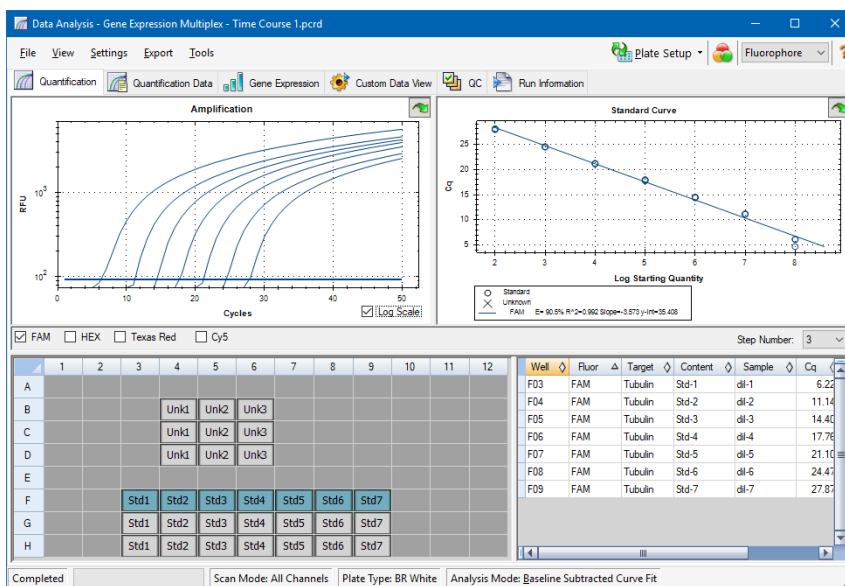 Data Analysis - Gene Expression Multiplex - Time Course 1.pcrd
File View Settings Export Tools Plate Setup Fluorophore ?
Quantification Quantification Data Gene Expression Custom Data View QC Run Information
Amplification
RFU
10^3
10^2
0 10 20 30 40 50
Cycles
Log Scale
Standard Curve
Cq
25
20
15
10
5
2 3 4 5 6 7 8
Log Starting Quantity
Standard
Unknown
FAM E= 90.5% R^2=0.992 Slope=-3.573 y-int=35.408
FAM HEX Texas Red Cy5 Step Number: 3
1 2 3 4 5 6 7 8 9 10 11 12
A
B Unk1 Unk2 Unk3
C Unk1 Unk2 Unk3
D Unk1 Unk2 Unk3
E
F Std1 Std2 Std3 Std4 Std5 Std6 Std7
G Std1 Std2 Std3 Std4 Std5 Std6 Std7
H Std1 Std2 Std3 Std4 Std5 Std6 Std7
Well Fluor Target Content Sample Cq
F03 FAM Tubulin Std-1 dil-1 6.22
F04 FAM Tubulin Std-2 dil-2 11.14
F05 FAM Tubulin Std-3 dil-3 14.40
F06 FAM Tubulin Std-4 dil-4 17.76
F07 FAM Tubulin Std-5 dil-5 21.10
F08 FAM Tubulin Std-6 dil-6 24.47
F09 FAM Tubulin Std-7 dil-7 27.87
Completed Scan Mode: All Channels Plate Type: BR White Analysis Mode: Baseline Subtracted Curve Fit